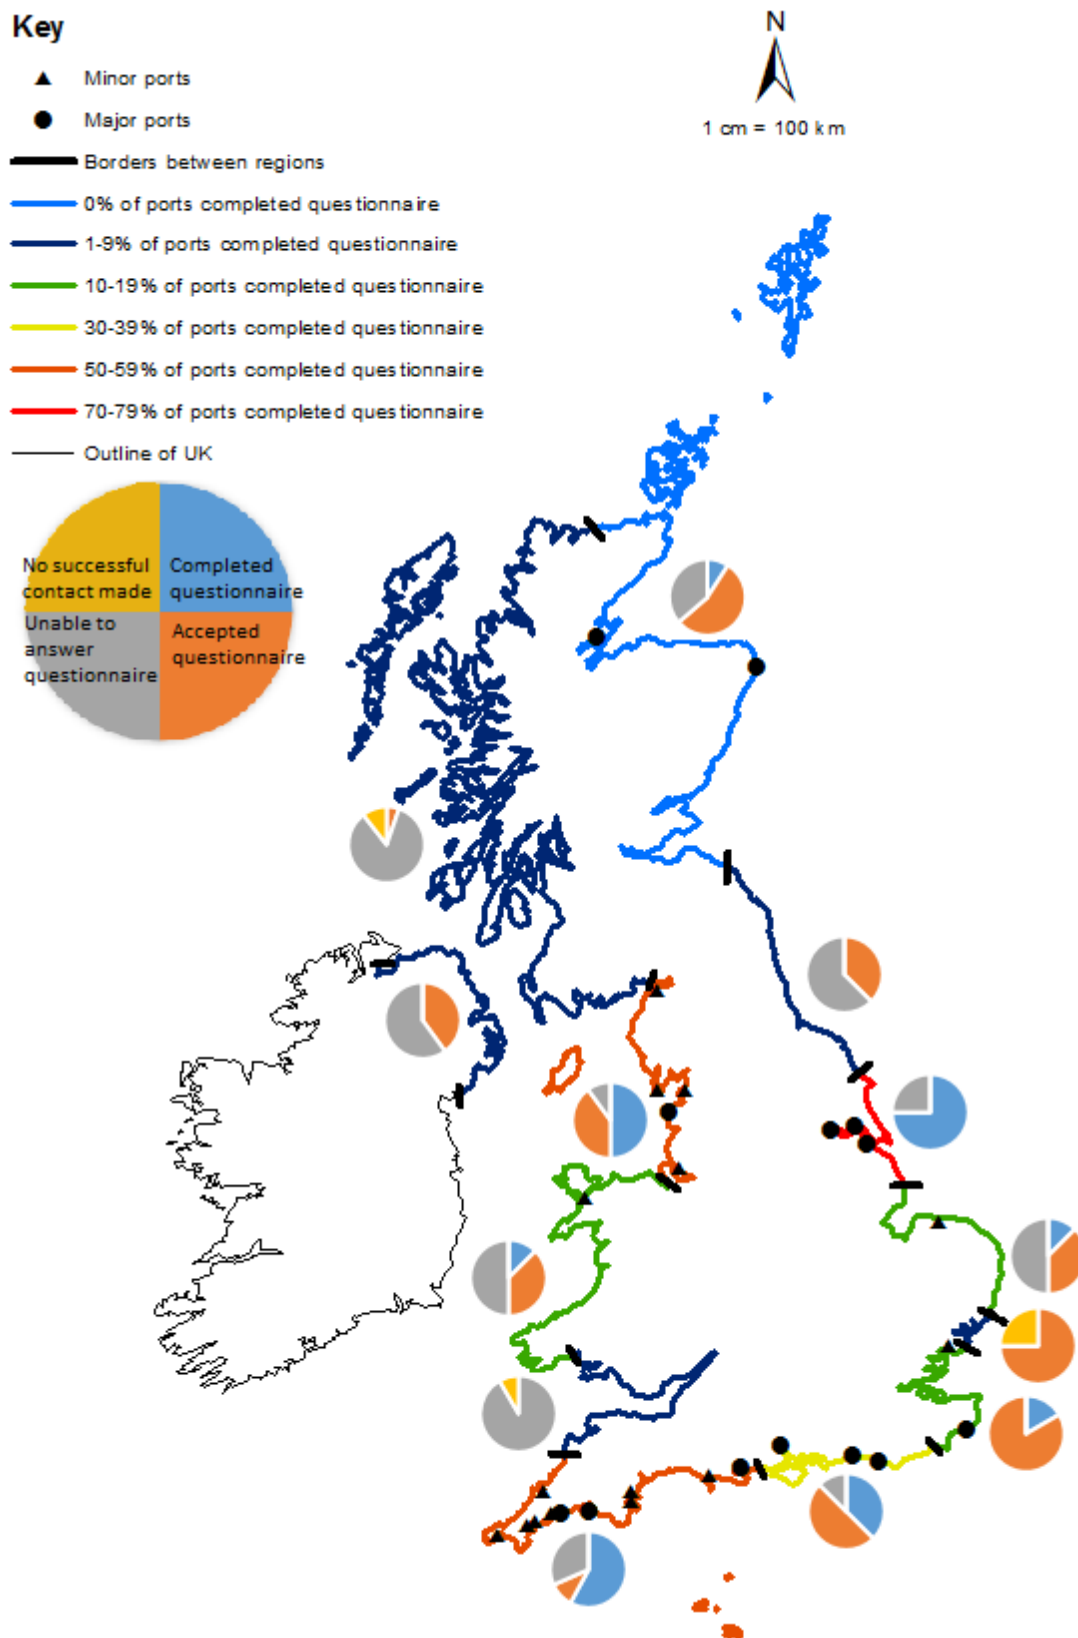 Key
N
Minor ports
Major ports
1 cm = 100 km
Borders between regions
0% of ports completed questionnaire
1-9% of ports completed questionnaire
10-19% of ports completed questionnaire
30-39% of ports completed questionnaire
50-59% of ports completed questionnaire
70-79% of ports completed questionnaire
Outline of UK
No successful
contact made
Completed
questionnaire
Unable to
answer
questionnaire
Accepted
questionnaire